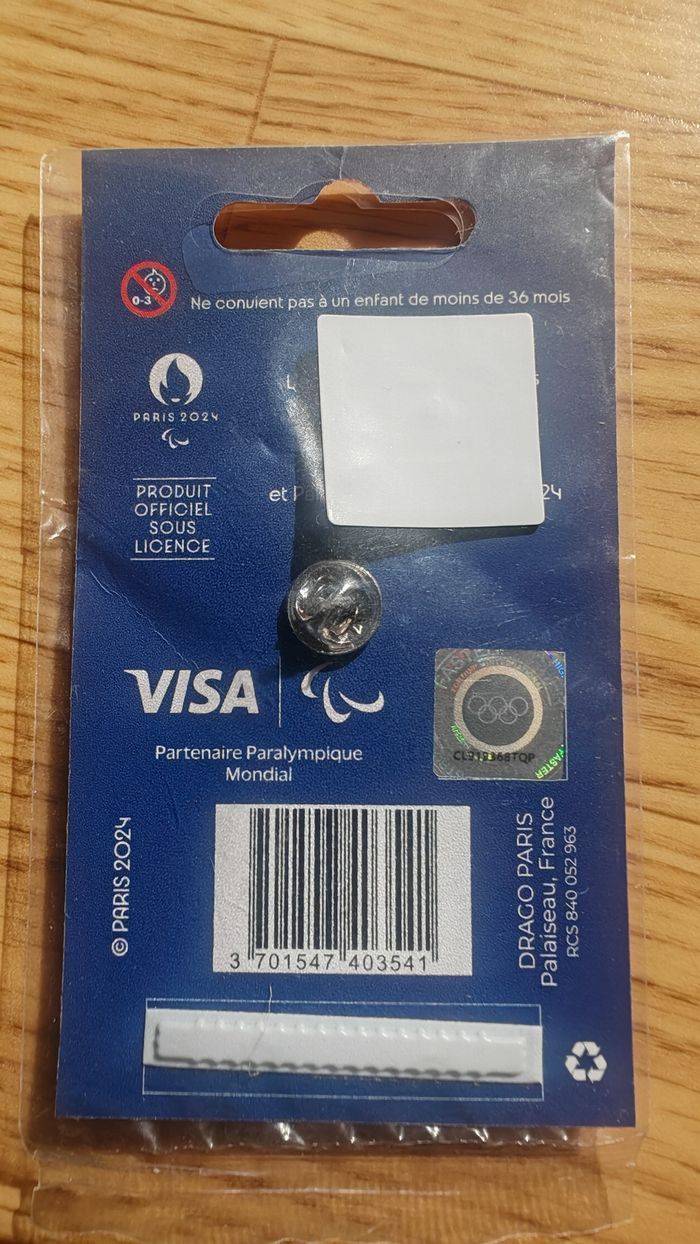 0-3
Ne convient pas à un enfant de moins de 36 mois
PARIS 2024
PRODUIT
OFFICIEL
SOUS
LICENCE
et
24
VISA
Partenaire Paralympique
Mondial
© PARIS 2024
3 701547 403541
DRAGO PARIS
Palaiseau, France
RCS 840 052 963